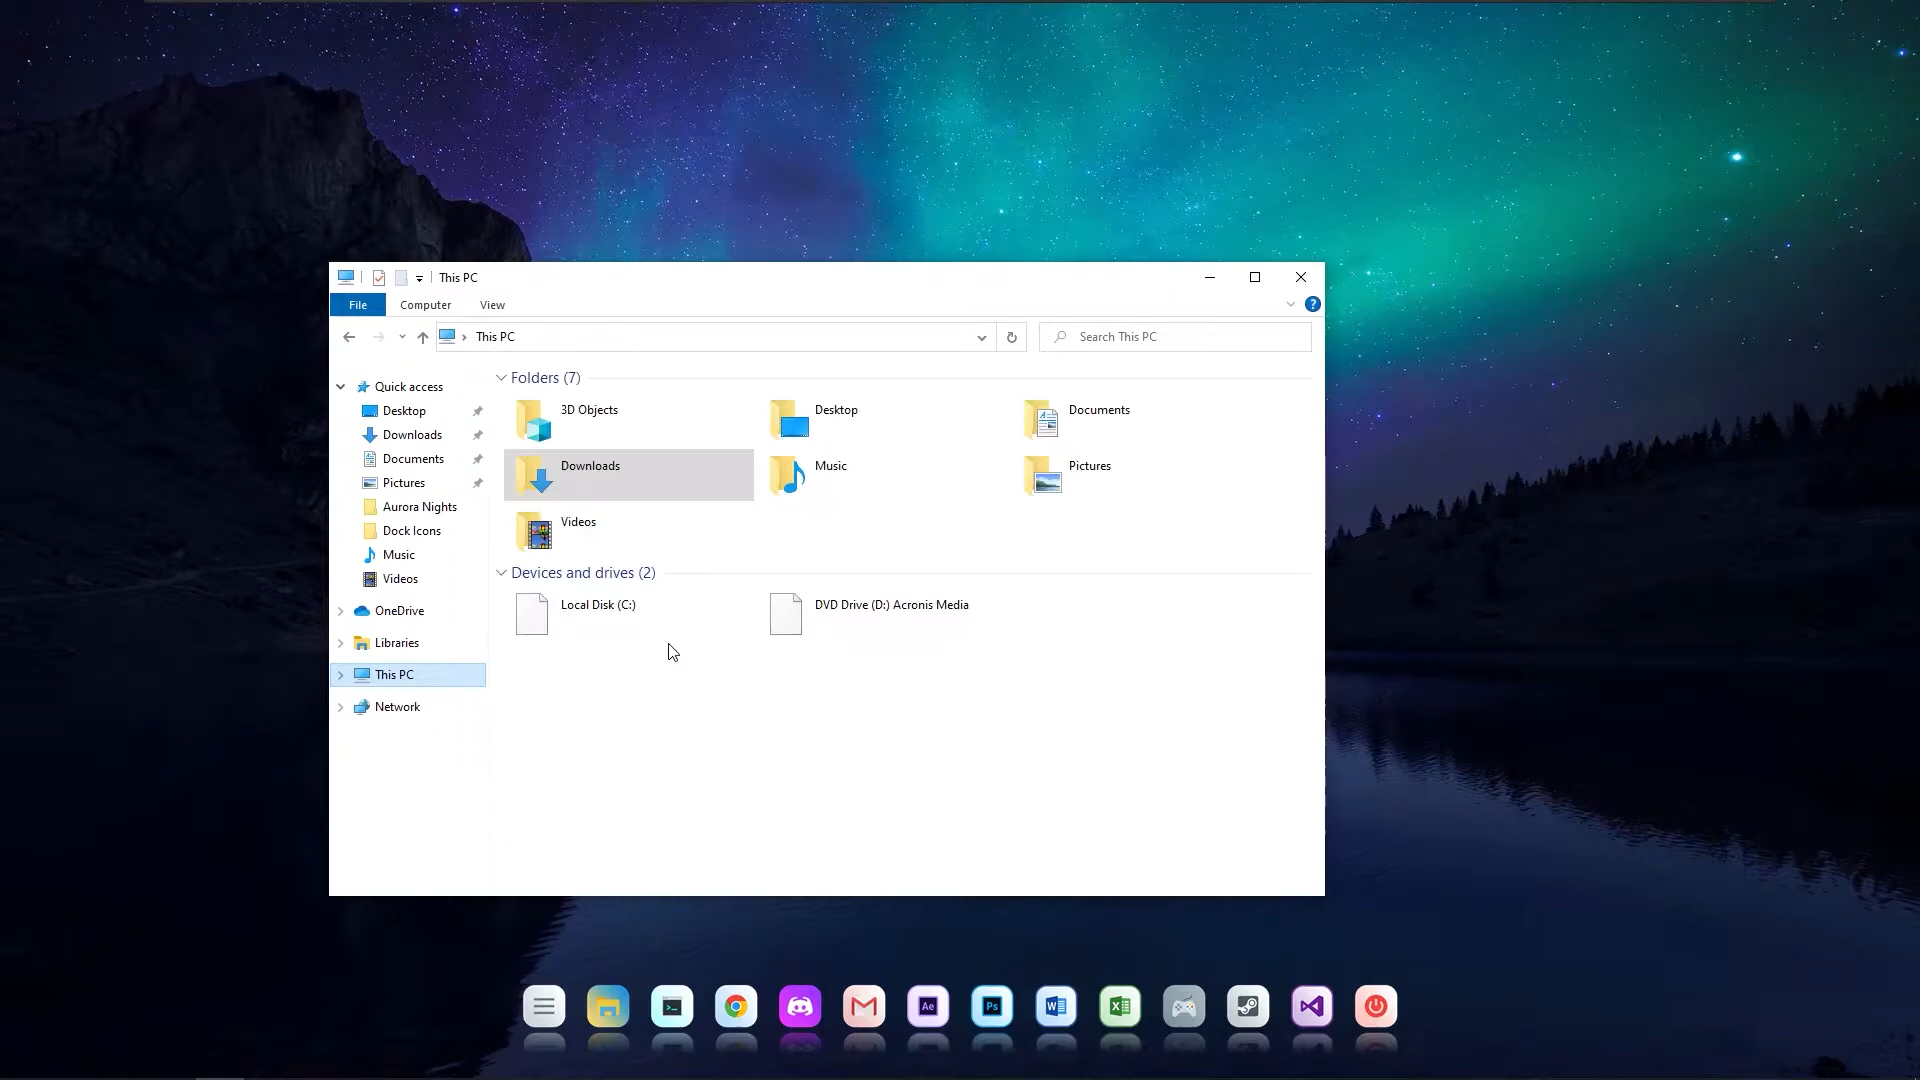 This PC
File Computer View ?
This PC Search This PC
Quick access
Desktop
Downloads
Documents
Pictures
Aurora Nights
Dock Icons
Music
Videos
OneDrive
Libraries
This PC
Network
Folders (7)
3D Objects Desktop Documents
Downloads Music Pictures
Videos
Devices and drives (2)
Local Disk (C:) DVD Drive (D:) Acronis Media
Ae Ps W X